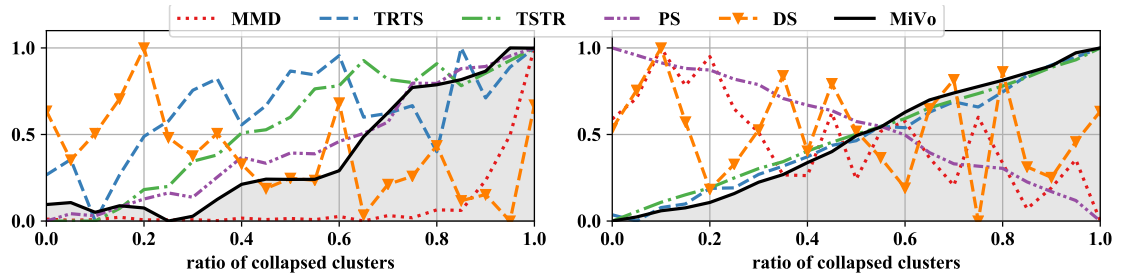 MMD TRTS TSTR PS DS MiVo
1.0 1.0
0.5 0.5
0.0 0.0
0.0 0.2 0.4 0.6 0.8 1.0 0.0 0.2 0.4 0.6 0.8 1.0
ratio of collapsed clusters ratio of collapsed clusters